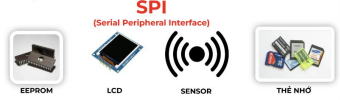 SPI
(Serial Peripheral Interface)
EEPROM
LCD
SENSOR
THẺ NHỚ